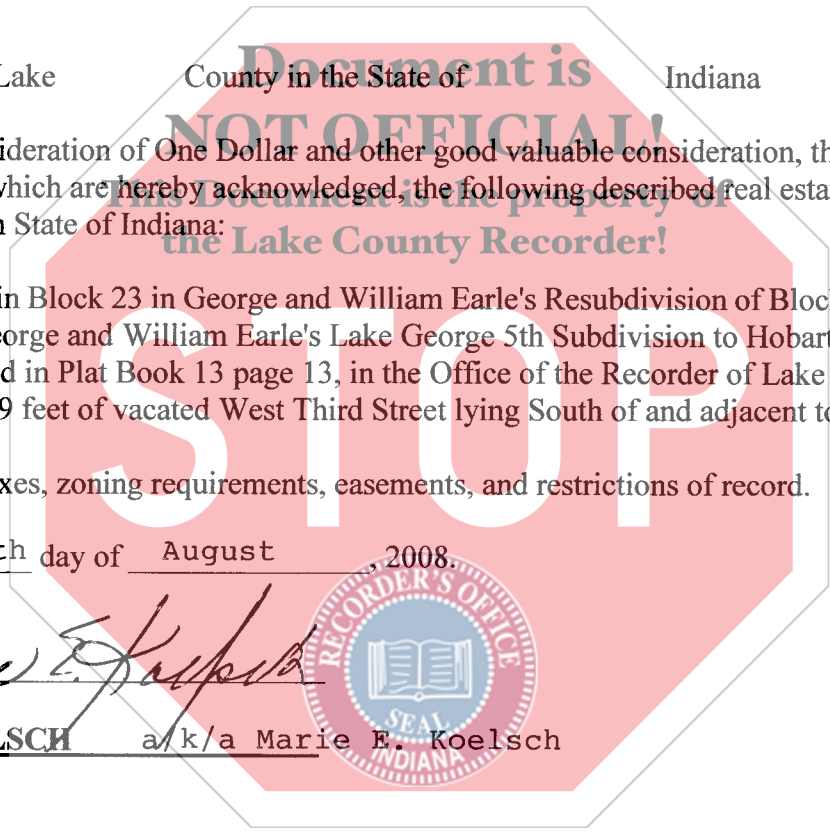 Lake County in the State of Indiana
Document is
NOT OFFICIAL!
ideration of One Dollar and other good valuable consideration, th
which are hereby acknowledged, the following described real esta
This Document is the property of
State of Indiana:
the Lake County Recorder!
in Block 23 in George and William Earle's Resubdivision of Bloc
eorge and William Earle's Lake George 5th Subdivision to Hobart
d in Plat Book 13 page 13, in the Office of the Recorder of Lake
9 feet of vacated West Third Street lying South of and adjacent to
STOP
xes, zoning requirements, easements, and restrictions of record.
th day of August, 2008.
E. Koelsch
LSCH a/k/a Marie E. Koelsch
RECORDER'S OFFICE
SEAL
INDIANA